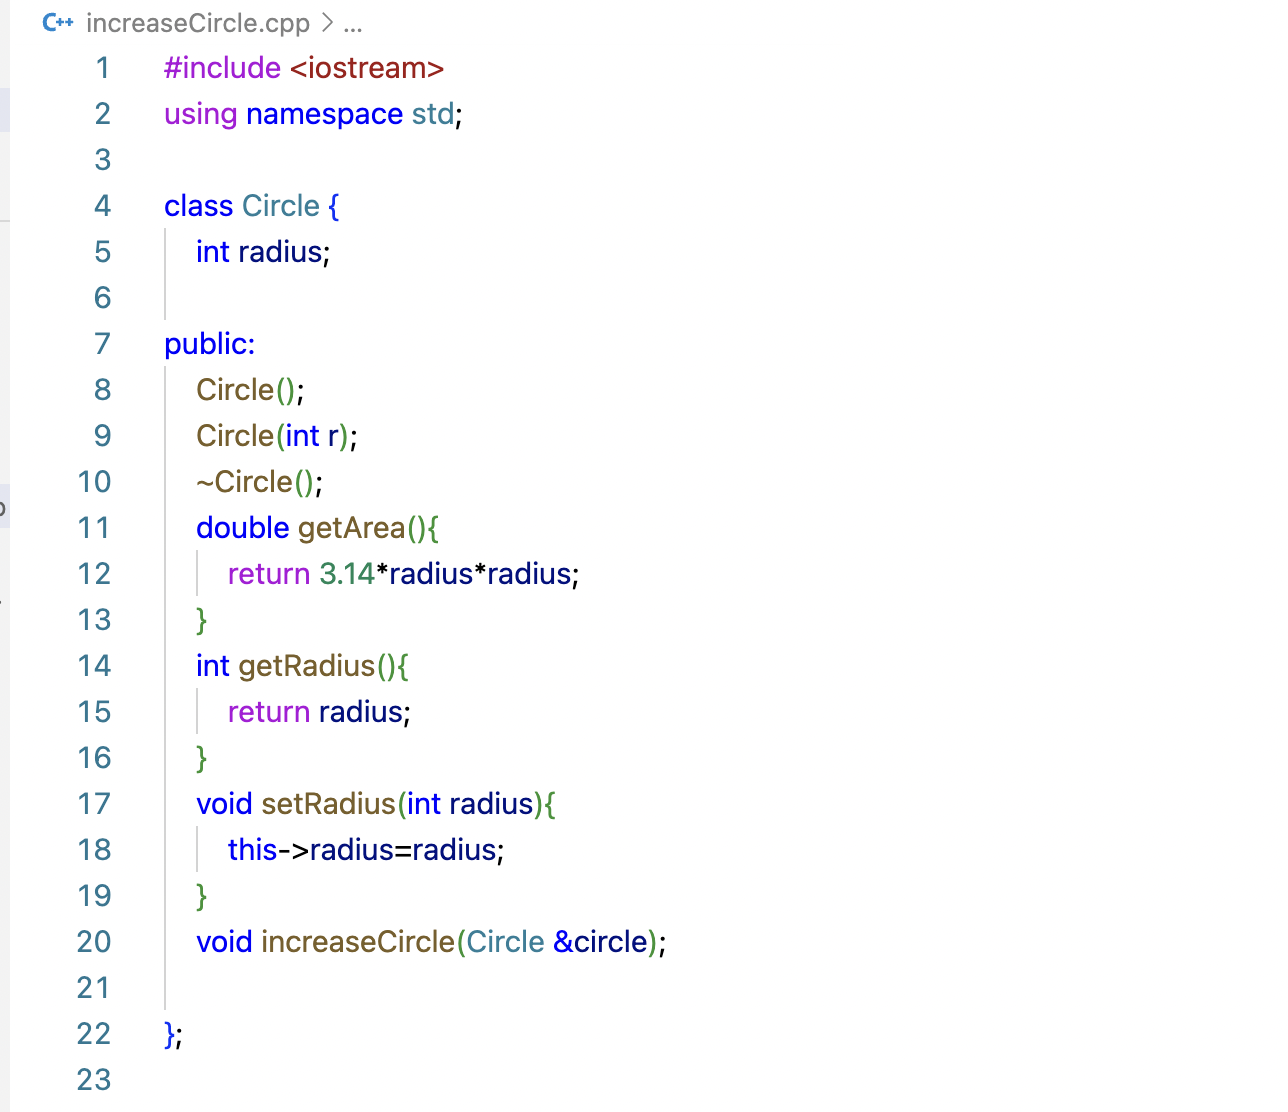 C++ increaseCircle.cpp > ...
1 #include <iostream>
2 using namespace std;
3
4 class Circle {
5 int radius;
6
7 public:
8 Circle();
9 Circle(int r);
10 ~Circle();
11 double getArea(){
12 return 3.14*radius*radius;
13 }
14 int getRadius(){
15 return radius;
16 }
17 void setRadius(int radius){
18 this->radius=radius;
19 }
20 void increaseCircle(Circle &circle);
21
22 };
23